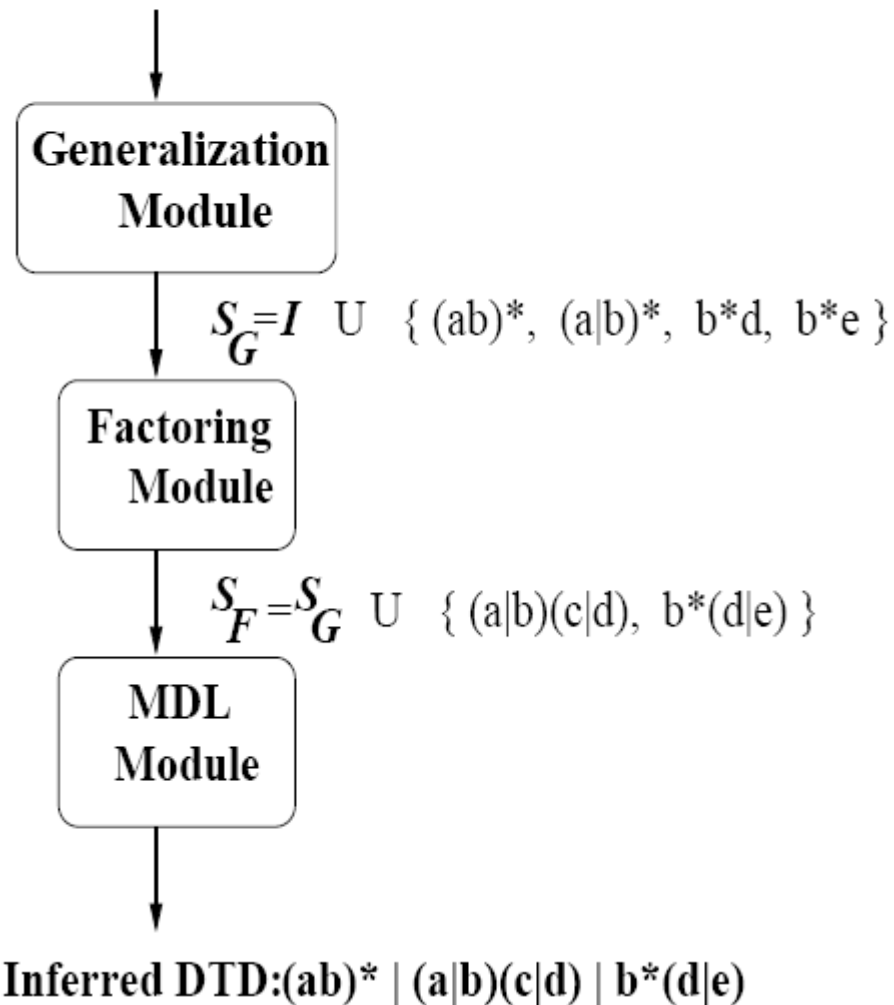 Generalization
Module
S_G=I U { (ab)*, (a|b)*, b*d, b*e }
Factoring
Module
S_F=S_G U { (a|b)(c|d), b*(d|e) }
MDL
Module
Inferred DTD:(ab)* | (a|b)(c|d) | b*(d|e)